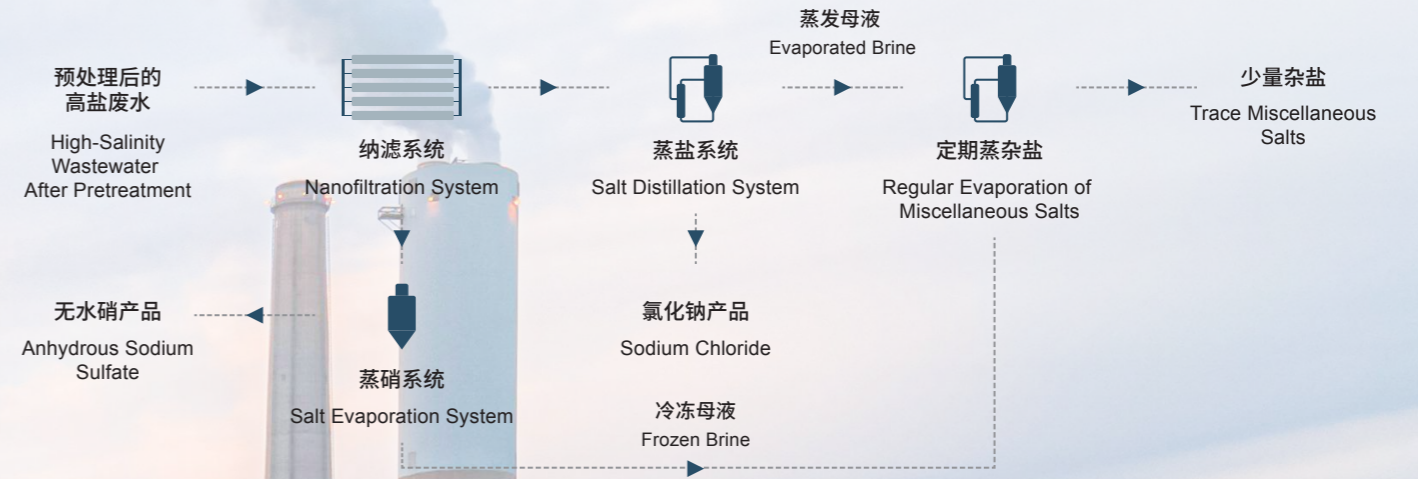 蒸发母液
Evaporated Brine
预处理后的
高盐废水
High-Salinity
Wastewater
After Pretreatment
纳滤系统
Nanofiltration System
蒸盐系统
Salt Distillation System
定期蒸杂盐
Regular Evaporation of
Miscellaneous Salts
少量杂盐
Trace Miscellaneous
Salts
无水硝产品
Anhydrous Sodium
Sulfate
蒸硝系统
Salt Evaporation System
氯化钠产品
Sodium Chloride
冷冻母液
Frozen Brine